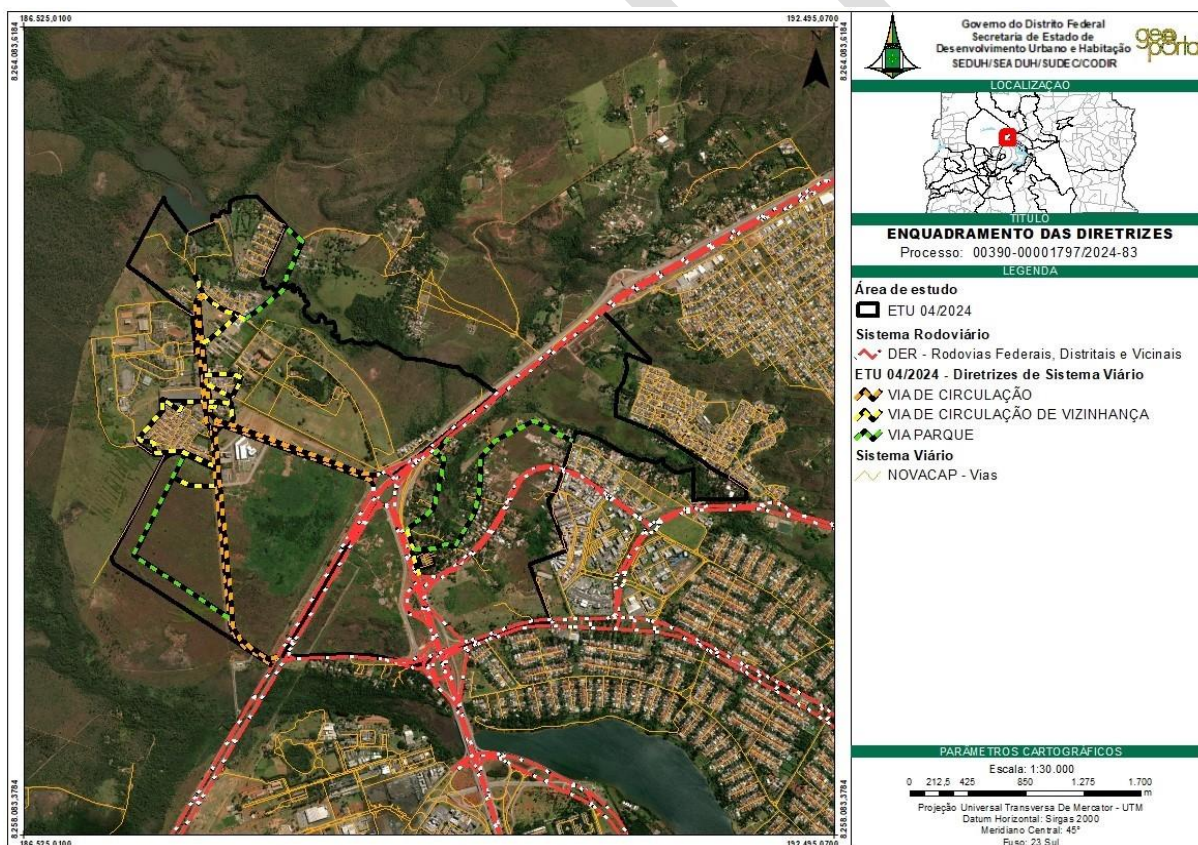 186.525,0100
192.495,0700
8.264.083,6184
8.264.083,6184
8.258.083,3784
8.258.083,3784
186.525,0100
192.495,0700
Governo do Distrito Federal
Secretaria de Estado de
Desenvolvimento Urbano e Habitação
SEDUH/SEADUH/SUDEC/CODIR
geoporta
LOCALIZAÇÃO
TÍTULO
ENQUADRAMENTO DAS DIRETRIZES
Processo: 00390-00001797/2024-83
LEGENDA
Área de estudo
ETU 04/2024
Sistema Rodoviário
DER - Rodovias Federais, Distritais e Vicinais
ETU 04/2024 - Diretrizes de Sistema Viário
VIA DE CIRCULAÇÃO
VIA DE CIRCULAÇÃO DE VIZINHANÇA
VIA PARQUE
Sistema Viário
NOVACAP - Vias
PARÂMETROS CARTOGRÁFICOS
Escala: 1:30.000
0 212,5 425 850 1.275 1.700
m
Projeção Universal Transversa De Mercator - UTM
Datum Horizontal: Sirgas 2000
Meridiano Central: 45º
Fuso: 23 Sul